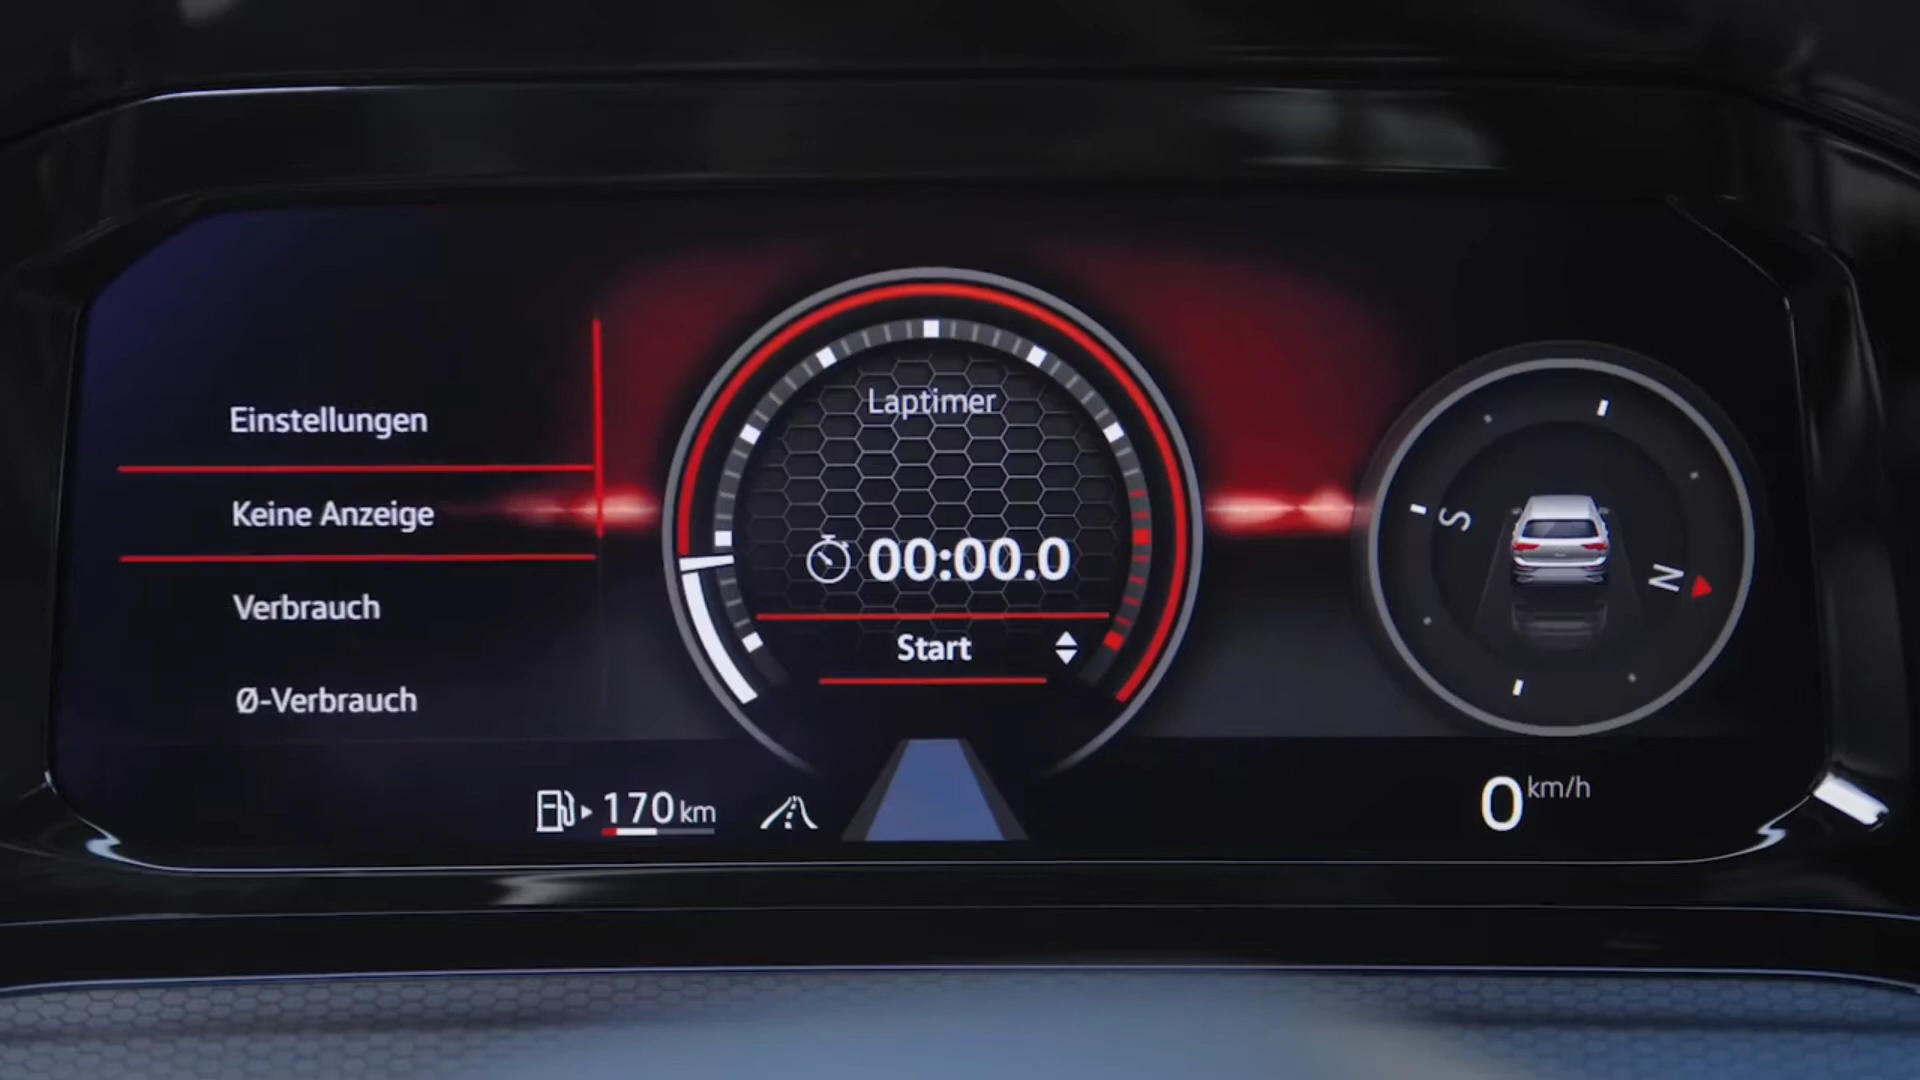 Einstellungen
Keine Anzeige
Verbrauch
Ø-Verbrauch
Laptimer
00:00.0
Start
S
N
170 km
0 km/h